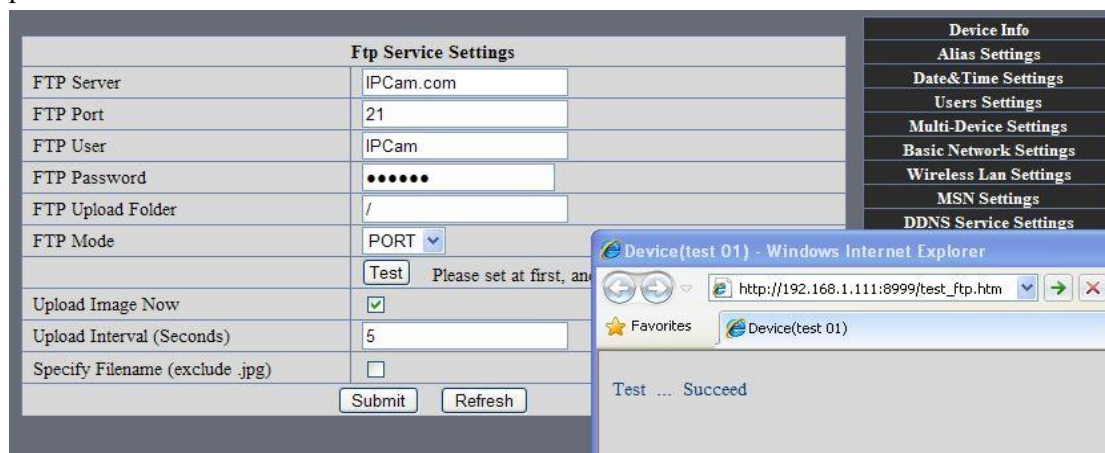 Ftp Service Settings
FTP Server IPCam.com
FTP Port 21
FTP User IPCam
FTP Password ●●●●●●
FTP Upload Folder /
FTP Mode PORT
Test Please set at first,
Upload Image Now
Upload Interval (Seconds) 5
Specify Filename (exclude .jpg)
Submit Refresh
Device Info
Alias Settings
Date&Time Settings
Users Settings
Multi-Device Settings
Basic Network Settings
Wireless Lan Settings
MSN Settings
DDNS Service Settings
Device(test 01) - Windows Internet Explorer
http://192.168.1.111:8999/test_ftp.htm
Favorites Device(test 01)
Test ... Succeed